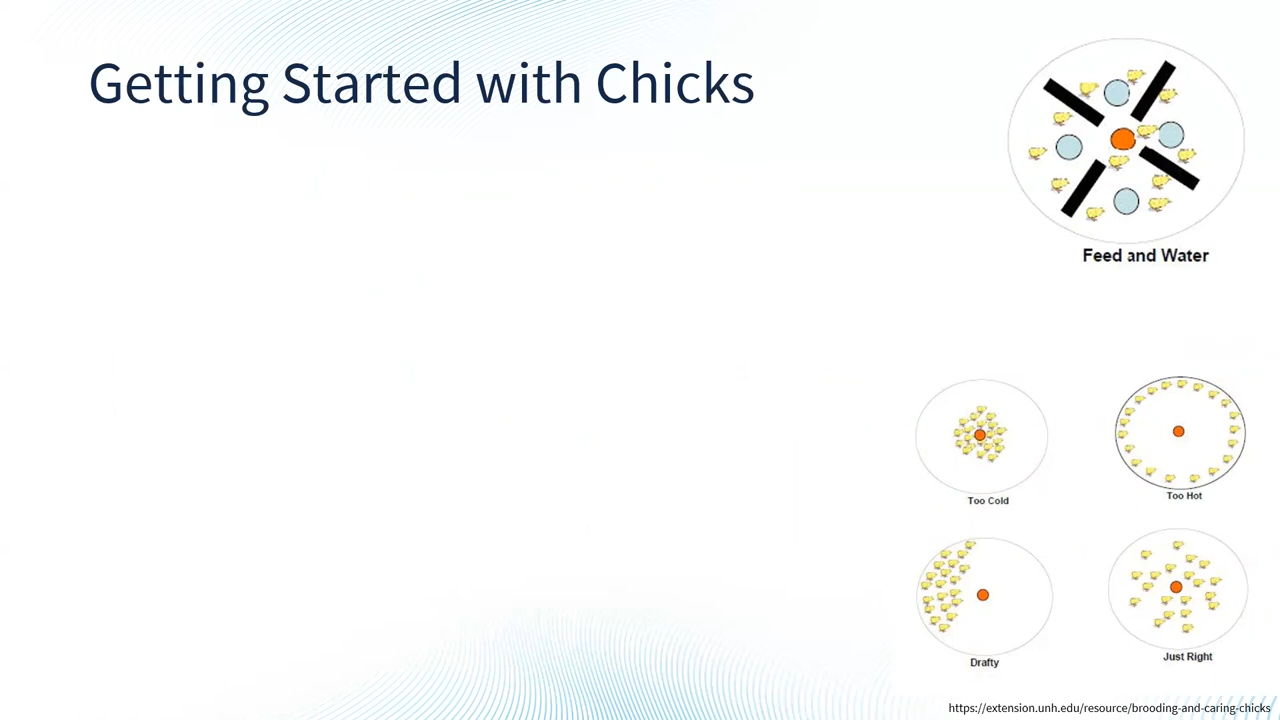 Getting Started with Chicks
Feed and Water
Too Cold
Too Hot
Drafty
Just Right
https://extension.unh.edu/resource/brooding-and-caring-chicks